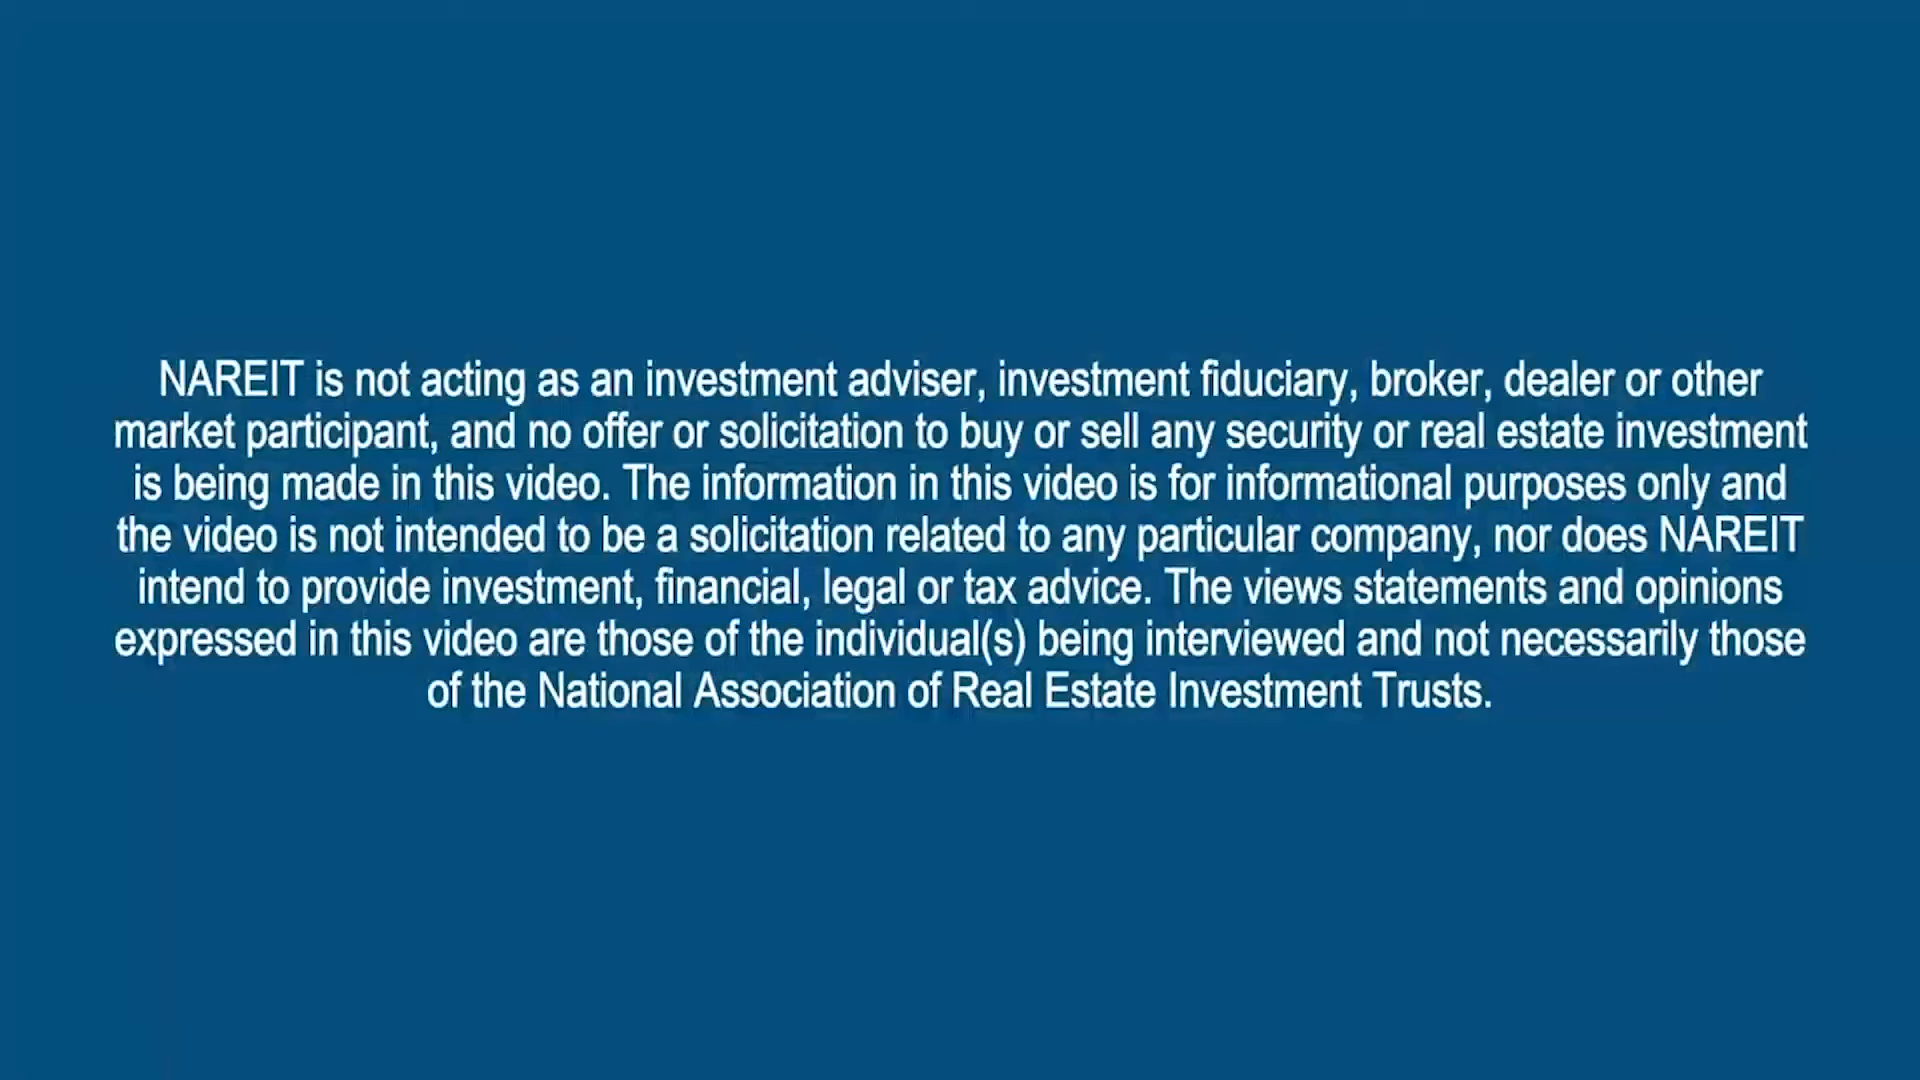 NAREIT is not acting as an investment adviser, investment fiduciary, broker, dealer or other
market participant, and no offer or solicitation to buy or sell any security or real estate investment
is being made in this video. The information in this video is for informational purposes only and
the video is not intended to be a solicitation related to any particular company, nor does NAREIT
intend to provide investment, financial, legal or tax advice. The views statements and opinions
expressed in this video are those of the individual(s) being interviewed and not necessarily those
of the National Association of Real Estate Investment Trusts.